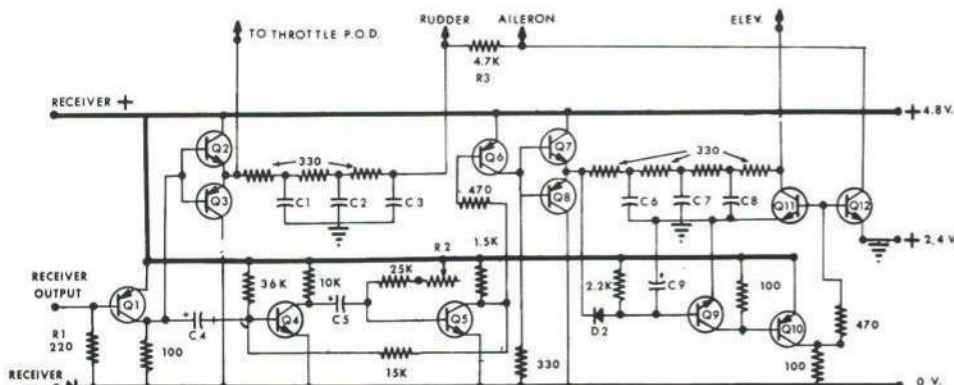 TO THROTTLE P.O.D.
RUDDER
AILERON
ELEV.
4.7K
R3
RECEIVER +
+4.8V.
Q2
330
Q6
Q7
330
Q3
470
Q8
C1
C2
C3
C6
C7
C8
Q11
Q12
+2,4V
1.5K
RECEIVER
OUTPUT
R2
25K
36K
10K
2.2K
C9
100
Q1
C4
Q4
C5
Q5
D2
Q9
Q10
470
R1
220
100
15K
330
100
RECEIVER
0 V.